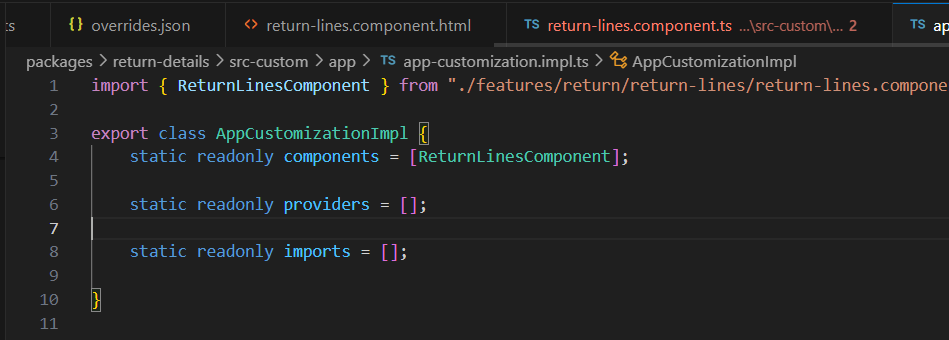 ts
overrides.json
<> return-lines.component.html
TS return-lines.component.ts ...\src-custom\... 2
TS
packages > return-details > src-custom > app > TS app-customization.impl.ts > AppCustomizationImpl
1 import { ReturnLinesComponent } from "./features/return/return-lines/return-lines.compone
2
3 export class AppCustomizationImpl {
4 static readonly components = [ReturnLinesComponent];
5
6 static readonly providers = [];
7
8 static readonly imports = [];
9
10 }
11